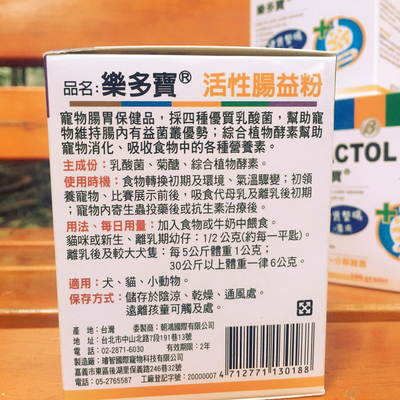 品名:樂多寶® 活性腸益粉
寵物腸胃保健品,採四種優質乳酸菌,幫助寵
物維持腸內有益菌叢優勢;綜合植物酵素幫助
寵物消化、吸收食物中的各種營養素。
主成份:乳酸菌、菊醣、綜合植物酵素。
使用時機:食物轉換初期及環境、氣溫驟變;初領
養寵物、比賽展示前後,吸食代母乳及離乳後初期
;寵物內寄生蟲投藥後或抗生素治療後。
用法、每日用量:加入食物或牛奶中餵食。
貓咪或新生、離乳期幼仔:1/2公克(約每一平匙)。
離乳後及較大犬隻:每5公斤體重1公克;
30公斤以上體重一律6公克。
適用:犬、貓、小動物。
保存方式:儲存於陰涼、乾燥、通風處。
遠離孩童可觸及處。
產地:台灣 委製商:朝鴻國際有限公司
地址:台北市中山北路7段191巷13號
電話:02-2871-6030 有效期限:2年
製造廠:璿智國際寵物科技有限公司
嘉義市東區後湖里保義路246巷32號
電話:05-2765587 工廠登記字號:20000007
4 712771 130188
ACTOL
寶®